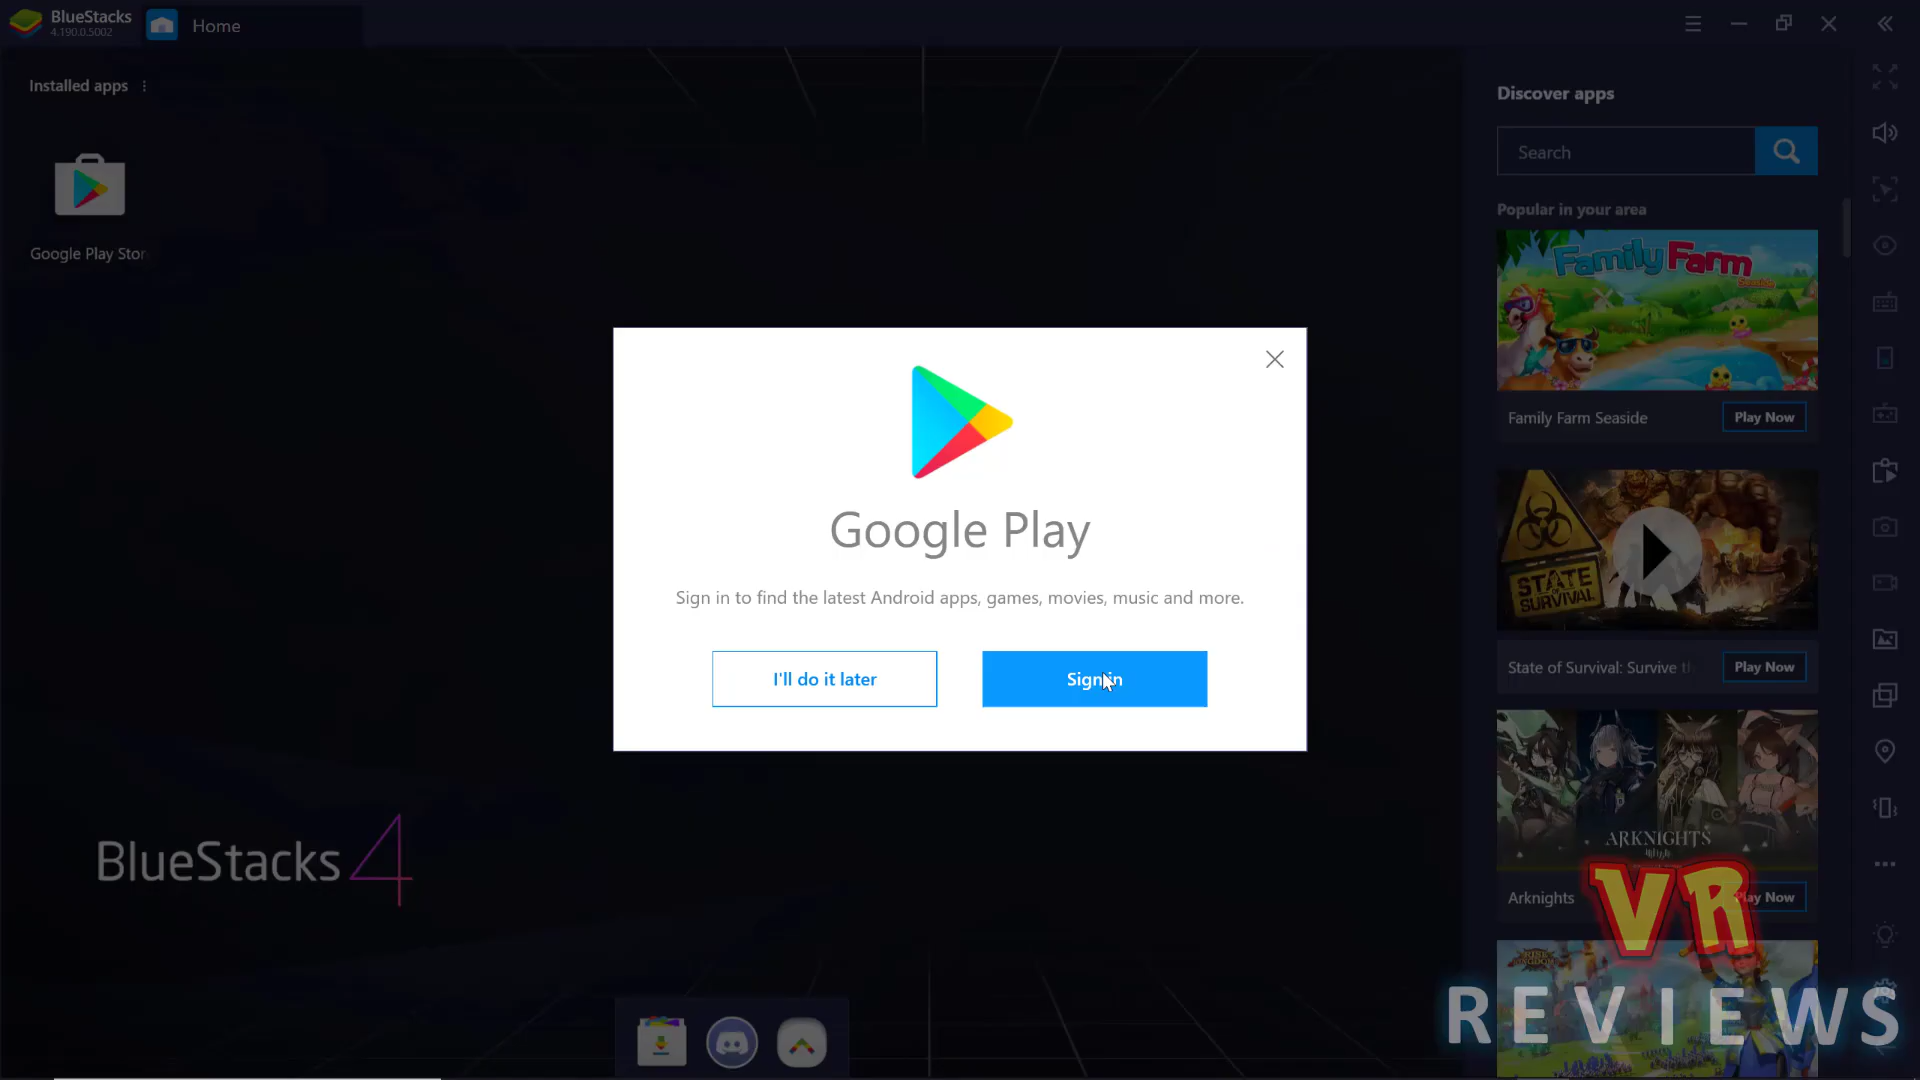 BlueStacks
4.190.0.5002
Home
Installed apps
Google Play Stor
Discover apps
Search
Popular in your area
Family Farm
Seaside
Family Farm Seaside
Play Now
STATE
OF
SURVIVAL
State of Survival: Survive t
Play Now
ARKNIGHTS
Arknights
Play Now
Google Play
Sign in to find the latest Android apps, games, movies, music and more.
I'll do it later
Sign in
BlueStacks 4
VR
REVIEWS